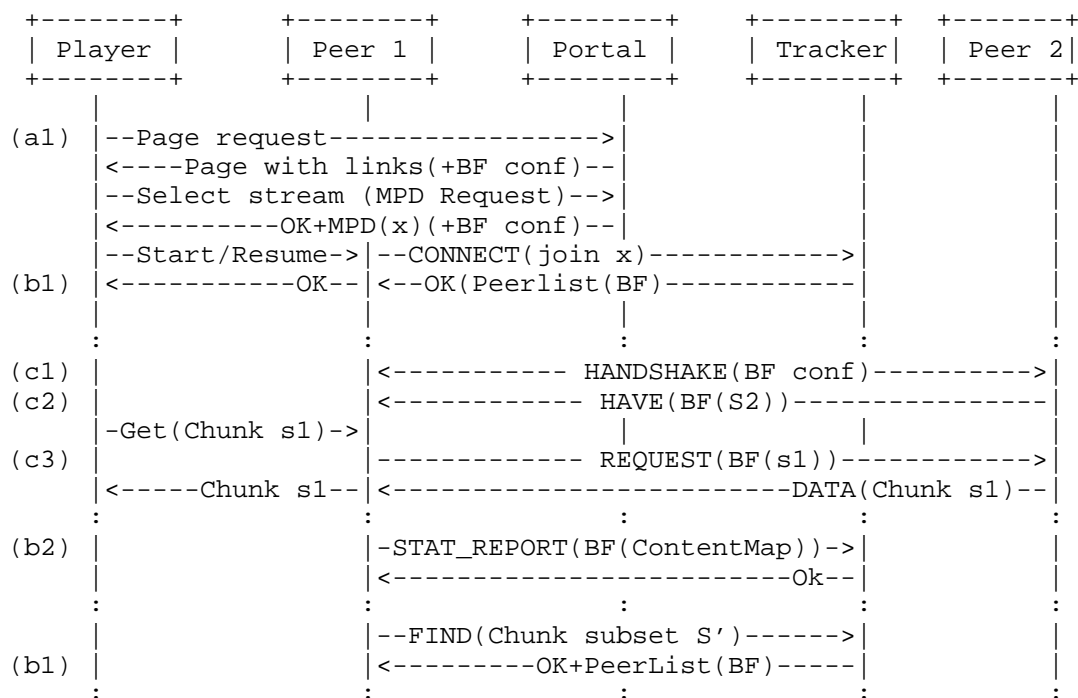 +--------+      +--------+     +--------+    +--------+  +-------+
| Player |      | Peer 1 |     | Portal |    | Tracker|  | Peer 2|
+--------+      +--------+     +--------+    +--------+  +-------+
     |                |               |              |           |
(a1) |--Page request----------------->|              |           |
     |<----Page with links(+BF conf)--|              |           |
     |--Select stream (MPD Request)-->|              |           |
     |<----------OK+MPD(x)(+BF conf)--|              |           |
     |--Start/Resume->|--CONNECT(join x)------------>|           |
(b1) |<-----------OK--|<--OK(Peerlist(BF)------------|           |
     |                |               |              |           |
     :                :               :              :           :
(c1) |                |<----------- HANDSHAKE(BF conf)---------->|
(c2) |                |<------------ HAVE(BF(S2))----------------|
     |-Get(Chunk s1)->|               |              |           |
(c3) |                |------------- REQUEST(BF(s1))------------>|
     |<-----Chunk s1--|<-------------------------DATA(Chunk s1)--|
     :                :               :              :           :
(b2) |                |-STAT_REPORT(BF(ContentMap))->|           |
     |                |<--------------------------Ok--|           |
     :                :               :              :           :
     |                |--FIND(Chunk subset S')------>|           |
(b1) |                |<---------OK+PeerList(BF)-----|           |
     :                :               :              :           :